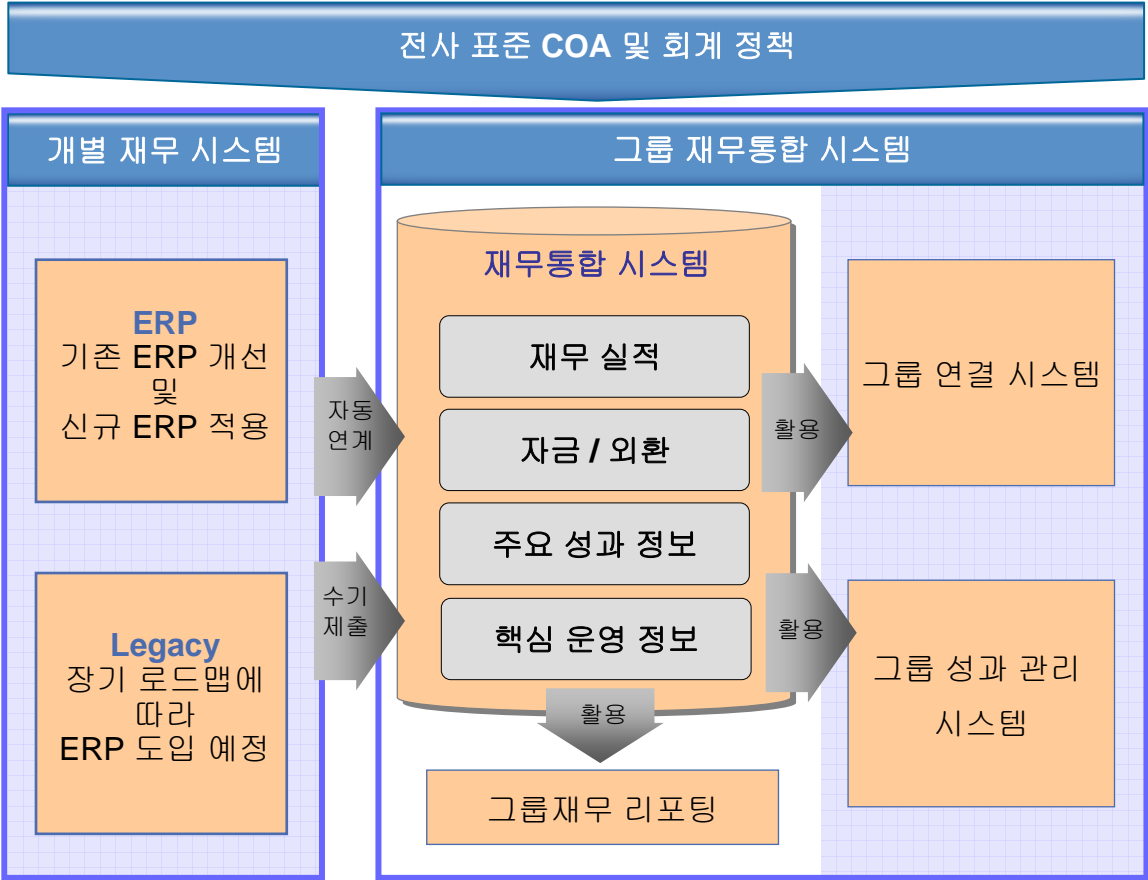 전사 표준 COA 및 회계 정책
개별 재무 시스템
ERP
기존 ERP 개선
및
신규 ERP 적용
Legacy
장기 로드맵에
따라
ERP 도입 예정
자동
연계
수기
제출
그룹 재무통합 시스템
재무통합 시스템
재무 실적
자금 / 외환
주요 성과 정보
핵심 운영 정보
활용
그룹 연결 시스템
활용
그룹 성과 관리
시스템
활용
그룹재무 리포팅